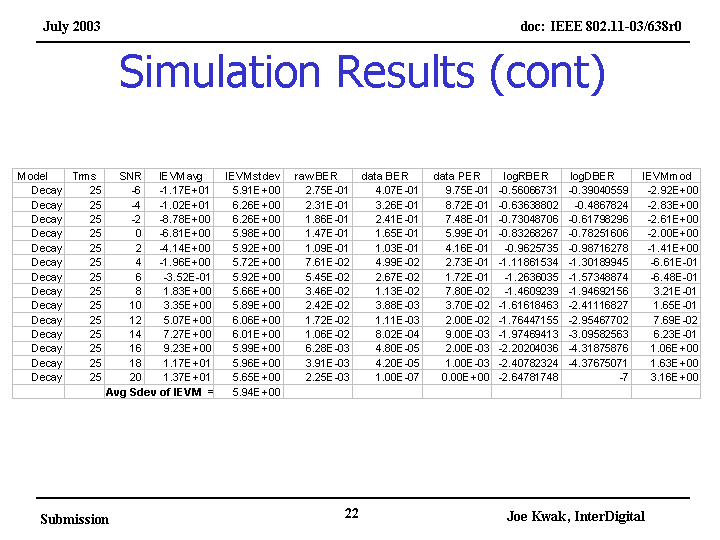 July 2003 doc: IEEE 802.11-03/638r0
Simulation Results (cont)
Model Trms SNR IEVMavg IEVMstdev rawBER data BER data PER logRBER logDBER IEVMmod
Decay 25 -6 -1.17E+01 5.91E+00 2.75E-01 4.07E-01 9.75E-01 -0.56066731 -0.39040559 -2.92E+00
Decay 25 -4 -1.02E+01 6.26E+00 2.31E-01 3.26E-01 8.72E-01 -0.63638802 -0.4867824 -2.83E+00
Decay 25 -2 -8.78E+00 6.26E+00 1.86E-01 2.41E-01 7.48E-01 -0.73048706 -0.61798296 -2.61E+00
Decay 25 0 -6.81E+00 5.98E+00 1.47E-01 1.65E-01 5.99E-01 -0.83268267 -0.78251606 -2.00E+00
Decay 25 2 -4.14E+00 5.92E+00 1.09E-01 1.03E-01 4.16E-01 -0.9625735 -0.98716278 -1.41E+00
Decay 25 4 -1.96E+00 5.72E+00 7.61E-02 4.99E-02 2.73E-01 -1.11861534 -1.30189945 -6.61E-01
Decay 25 6 -3.52E-01 5.92E+00 5.45E-02 2.67E-02 1.72E-01 -1.2636035 -1.57348874 -6.48E-01
Decay 25 8 1.83E+00 5.66E+00 3.46E-02 1.13E-02 7.80E-02 -1.4609239 -1.94692156 3.21E-01
Decay 25 10 3.35E+00 5.89E+00 2.42E-02 3.88E-03 3.70E-02 -1.61618463 -2.41116827 1.65E-01
Decay 25 12 5.07E+00 6.06E+00 1.72E-02 1.11E-03 2.00E-02 -1.76447155 -2.95467702 7.69E-02
Decay 25 14 7.27E+00 6.01E+00 1.06E-02 8.02E-04 9.00E-03 -1.97469413 -3.09582563 6.23E-01
Decay 25 16 9.23E+00 5.99E+00 6.28E-03 4.80E-05 2.00E-03 -2.20204036 -4.31875876 1.06E+00
Decay 25 18 1.17E+01 5.96E+00 3.91E-03 4.20E-05 1.00E-03 -2.40782324 -4.37675071 1.63E+00
Decay 25 20 1.37E+01 5.65E+00 2.25E-03 1.00E-07 0.00E+00 -2.64781748 -7 3.16E+00
Avg Sdev of IEVM = 5.94E+00
Submission 22 Joe Kwak, InterDigital